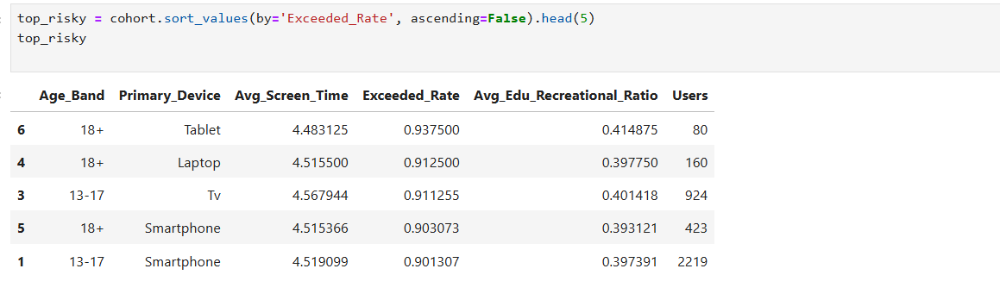 top_risky = cohort.sort_values(by='Exceeded_Rate', ascending=False).head(5)
top_risky
Age_Band Primary_Device Avg_Screen_Time Exceeded_Rate Avg_Edu_Recreational_Ratio Users
6 18+ Tablet 4.483125 0.937500 0.414875 80
4 18+ Laptop 4.515500 0.912500 0.397750 160
3 13-17 Tv 4.567944 0.911255 0.401418 924
5 18+ Smartphone 4.515366 0.903073 0.393121 423
1 13-17 Smartphone 4.519099 0.901307 0.397391 2219